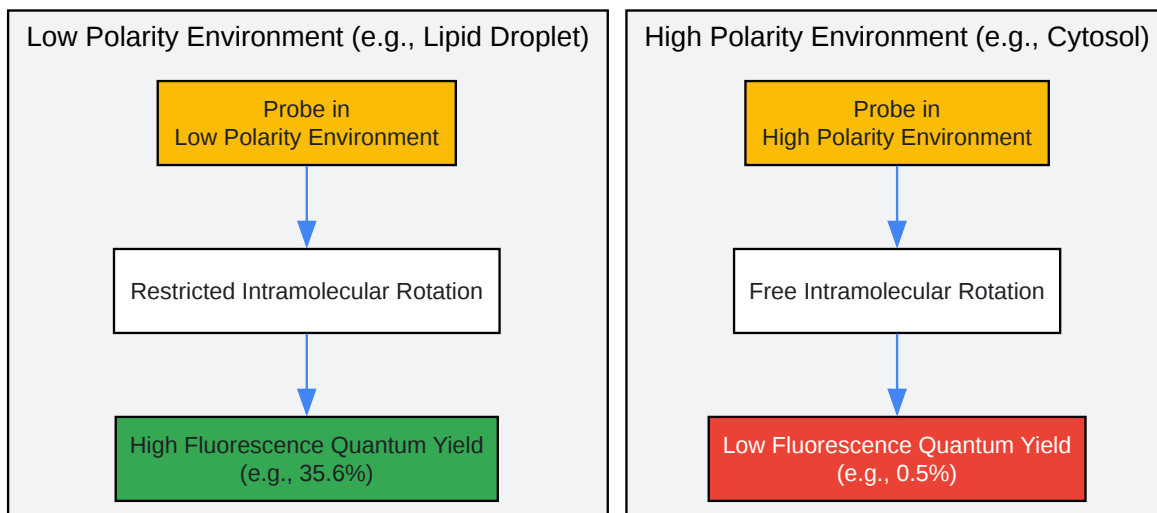 Low Polarity Environment (e.g., Lipid Droplet)
Probe in
Low Polarity Environment
Restricted Intramolecular Rotation
High Fluorescence Quantum Yield
(e.g., 35.6%)
High Polarity Environment (e.g., Cytosol)
Probe in
High Polarity Environment
Free Intramolecular Rotation
Low Fluorescence Quantum Yield
(e.g., 0.5%)